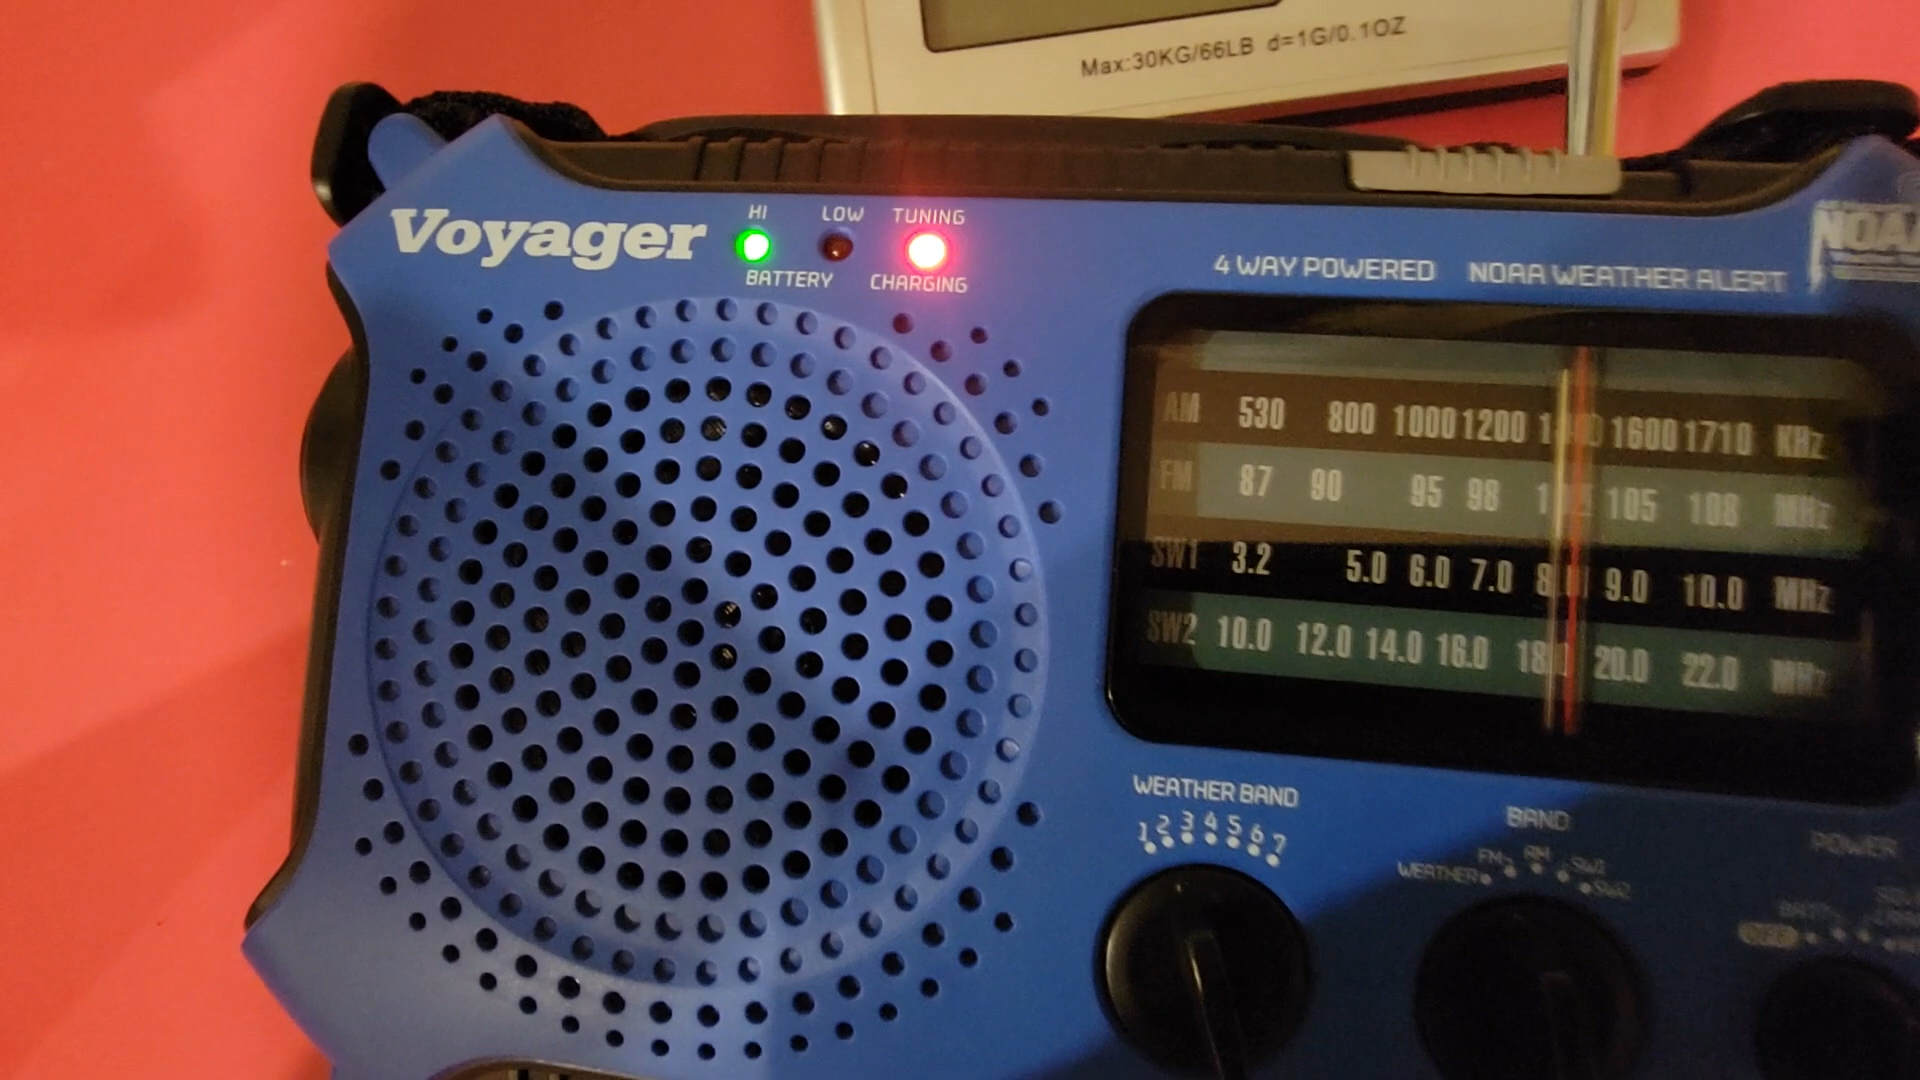 Max:30KG/66LB d=1G/0.1OZ
Voyager
HI LOW TUNING
BATTERY CHARGING
4 WAY POWERED NOAA WEATHER ALERT
AM 530 800 1000 1200 1600 1710 KHz
FM 87 90 95 98 105 108 MHz
SW1 3.2 5.0 6.0 7.0 9.0 10.0 MHz
SW2 10.0 12.0 14.0 16.0 20.0 22.0 MHz
WEATHER BAND
1 2 3 4 5 6 7
BAND
WEATHER FM AM SW1 SW2
POWER
OFF